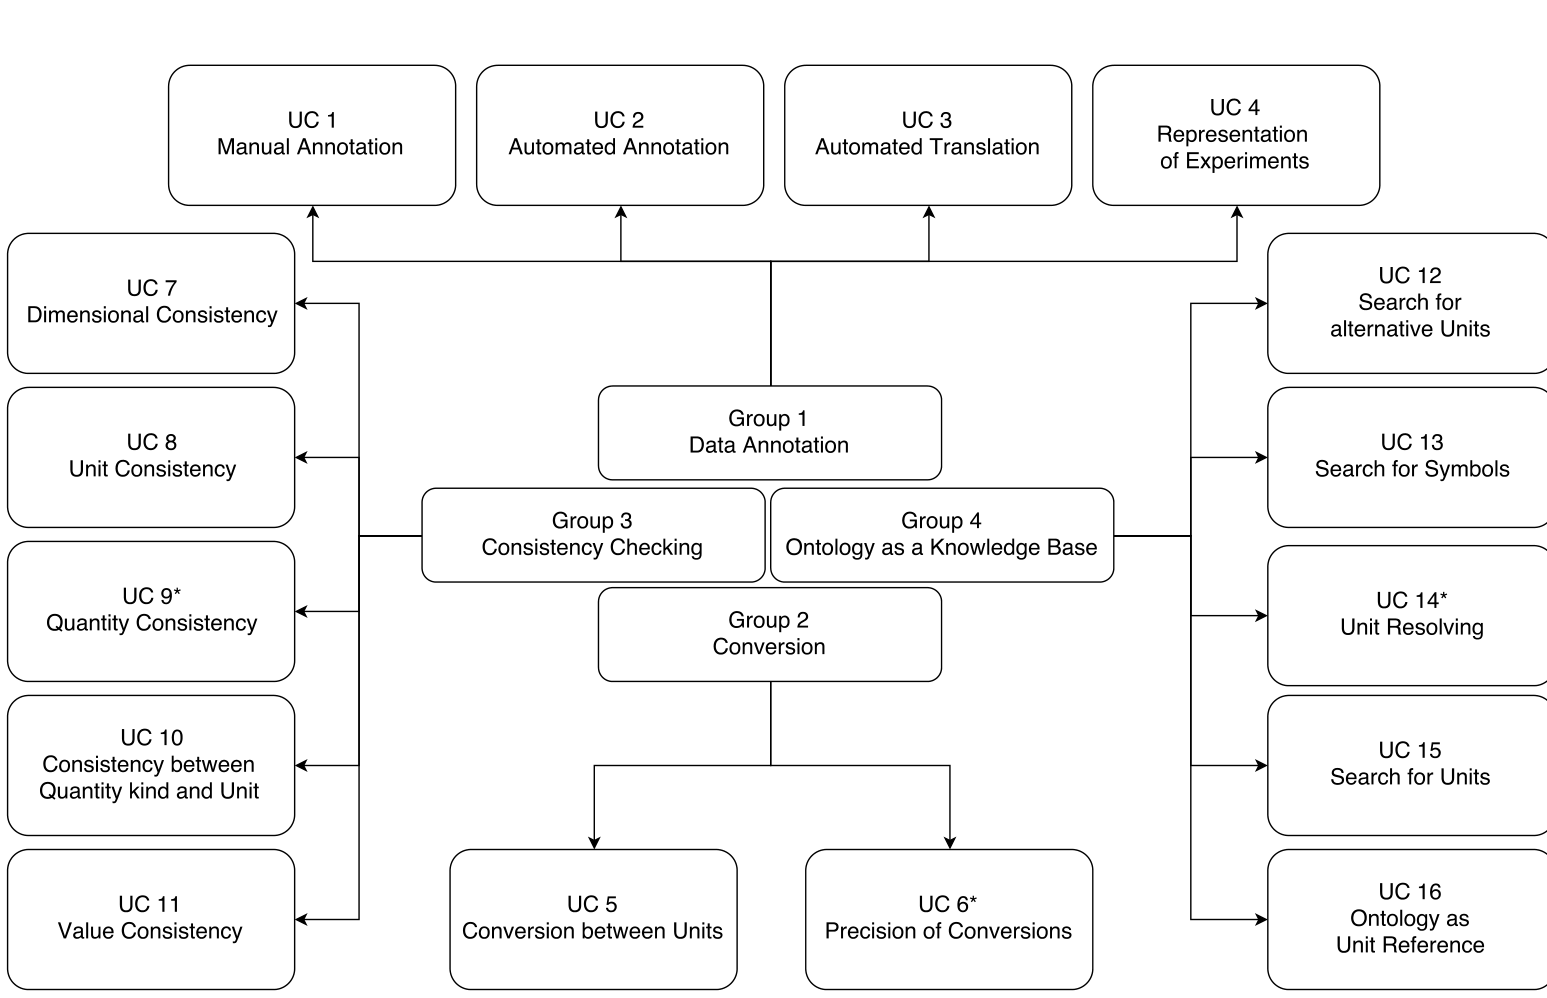 UC 1
Manual Annotation
UC 2
Automated Annotation
UC 3
Automated Translation
UC 4
Representation
of Experiments
UC 7
Dimensional Consistency
UC 8
Unit Consistency
UC 9*
Quantity Consistency
UC 10
Consistency between
Quantity kind and Unit
UC 11
Value Consistency
Group 1
Data Annotation
Group 3
Consistency Checking
Group 4
Ontology as a Knowledge Base
Group 2
Conversion
UC 5
Conversion between Units
UC 6*
Precision of Conversions
UC 12
Search for
alternative Units
UC 13
Search for Symbols
UC 14*
Unit Resolving
UC 15
Search for Units
UC 16
Ontology as
Unit Reference